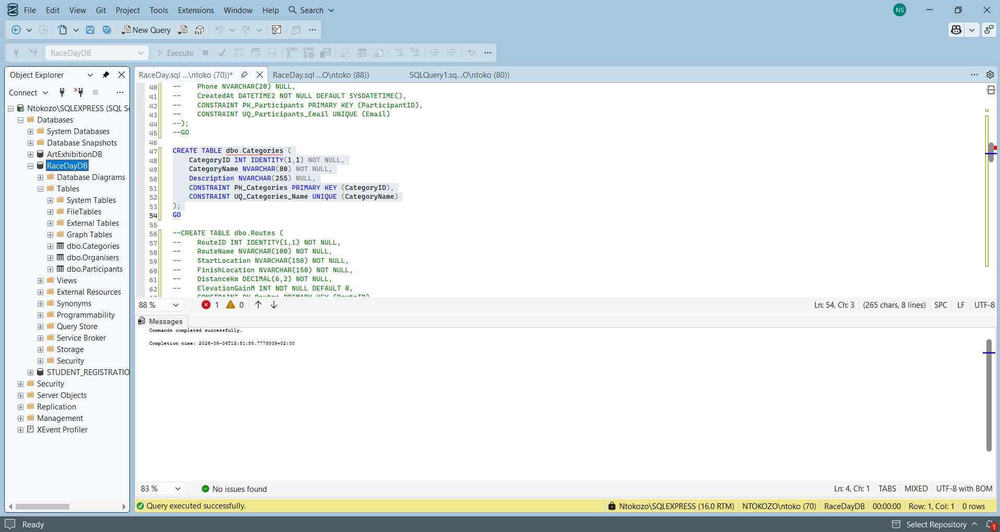 File Edit View Git Project Tools Extensions Window Help Search
NS
New Query
DAX
RaceDayDB
Execute
Object Explorer
Connect
Ntokozo\SQLEXPRESS (SQL S
Databases
System Databases
Database Snapshots
ArtExhibitionDB
RaceDayDB
Database Diagrams
Tables
System Tables
FileTables
External Tables
Graph Tables
dbo.Categories
dbo.Organisers
dbo.Participants
Views
External Resources
Synonyms
Programmability
Query Store
Service Broker
Storage
Security
STUDENT_REGISTRATIO
Security
Server Objects
Replication
Management
XEvent Profiler
RaceDay.sql ...\ntoko (70))* RaceDay.sql ...O\ntoko (88)) SQLQuery1.sq...O\ntoko (80))
40 -- Phone NVARCHAR(20) NULL,
41 -- CreatedAt DATETIME2 NOT NULL DEFAULT SYSDATETIME(),
42 -- CONSTRAINT PK_Participants PRIMARY KEY (ParticipantID),
43 -- CONSTRAINT UQ_Participants_Email UNIQUE (Email)
44 --);
45 --GO
46
47 CREATE TABLE dbo.Categories (
48 CategoryID INT IDENTITY(1,1) NOT NULL,
49 CategoryName NVARCHAR(80) NOT NULL,
50 Description NVARCHAR(255) NULL,
51 CONSTRAINT PK_Categories PRIMARY KEY (CategoryID),
52 CONSTRAINT UQ_Categories_Name UNIQUE (CategoryName)
53 );
54 GO
55
56 --CREATE TABLE dbo.Routes (
57 -- RouteID INT IDENTITY(1,1) NOT NULL,
58 -- RouteName NVARCHAR(100) NOT NULL,
59 -- StartLocation NVARCHAR(150) NOT NULL,
60 -- FinishLocation NVARCHAR(150) NOT NULL,
61 -- DistanceKm DECIMAL(6,2) NOT NULL,
62 -- ElevationGainM INT NOT NULL DEFAULT 0,
63 -- CONSTRAINT PK_Routes PRIMARY KEY (RouteID)
88 % 1 0 Ln: 54, Ch: 3 (265 chars, 8 lines) SPC LF UTF-8
Messages
Commands completed successfully.
Completion time: 2026-09-04T13:51:55.7778509+02:00
83 % No issues found Ln: 4, Ch: 1 TABS MIXED UTF-8 with BOM
Query executed successfully. Ntokozo\SQLEXPRESS (16.0 RTM) NTOKOZO\ntoko (70) RaceDayDB 00:00:00 Row: 1, Col: 1 0 rows
Ready Select Repository 1